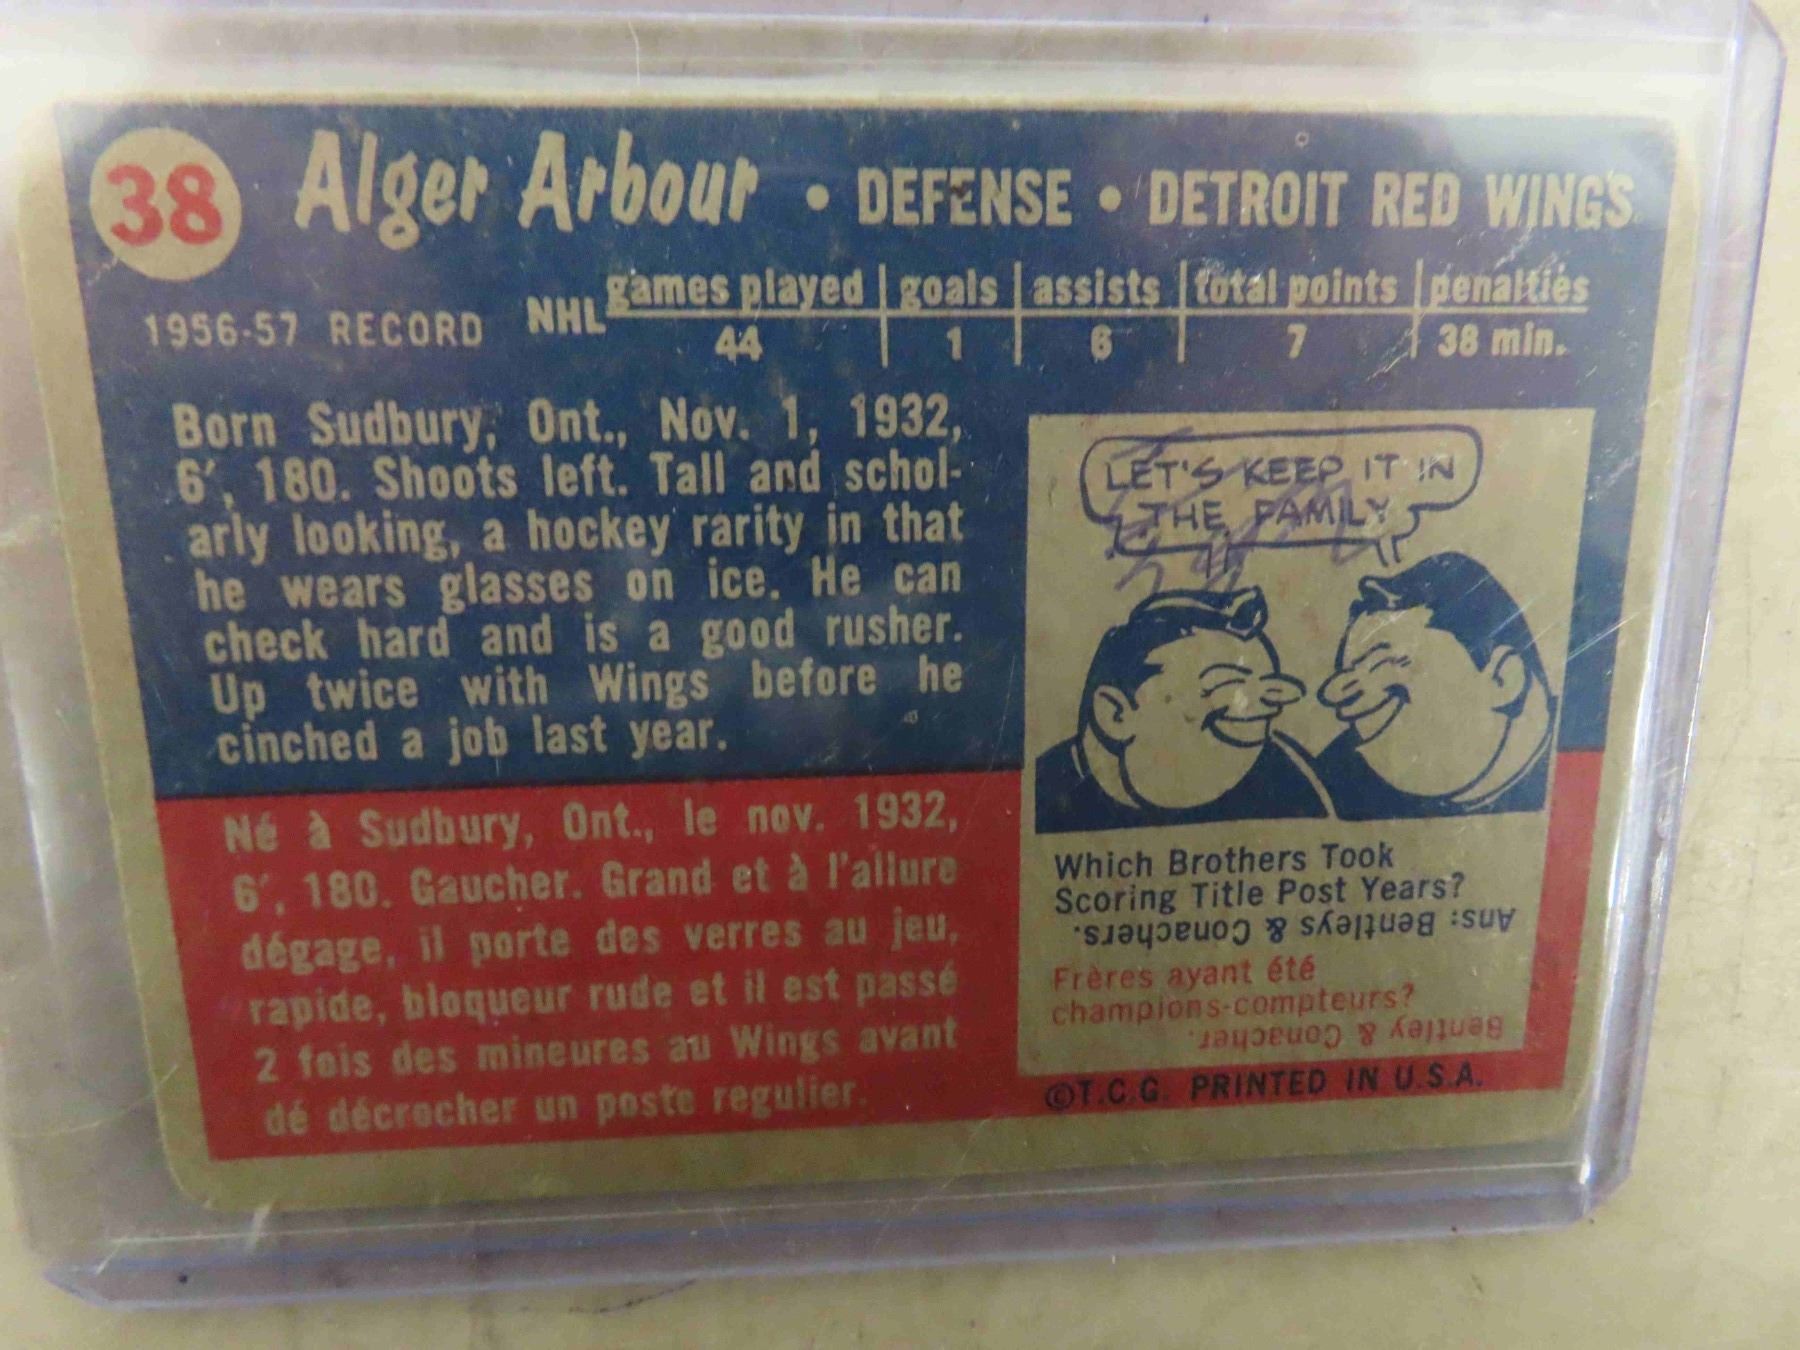 38 Alger Arbour • DEFENSE • DETROIT RED WINGS
1956-57 RECORD NHL games played goals assists total points penalties
44 1 6 7 38 min.
Born Sudbury, Ont., Nov. 1, 1932,
6', 180. Shoots left. Tall and schol-
arly looking, a hockey rarity in that
he wears glasses on ice. He can
check hard and is a good rusher.
Up twice with Wings before he
cinched a job last year.
Né à Sudbury, Ont., le nov. 1932,
6', 180. Gaucher. Grand et à l'allure
dégage, il porte des verres au jeu,
rapide, bloqueur rude et il est passé
2 fois des mineures au Wings avant
dé décrocher un poste regulier.
LET'S KEEP IT IN
THE FAMILY
Which Brothers Took
Scoring Title Post Years?
Ans: Bentleys & Conachers.
Frères ayant été
champions-compteurs?
Bentley & Conacher.
©T.C.G. PRINTED IN U.S.A.